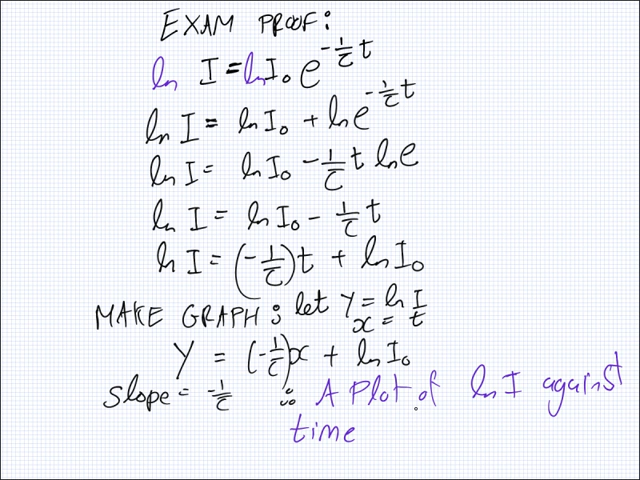 EXAM PROOF:
ln I = ln I₀ e^(-1/τ t)
ln I = ln I₀ + ln e^(-1/τ t)
ln I = ln I₀ - 1/τ t ln e
ln I = ln I₀ - 1/τ t
ln I = (-1/τ)t + ln I₀
MAKE GRAPH: let Y = ln I
x = t
Y = (-1/τ)x + ln I₀
slope = -1/τ ∴ A Plot of ln I against
time